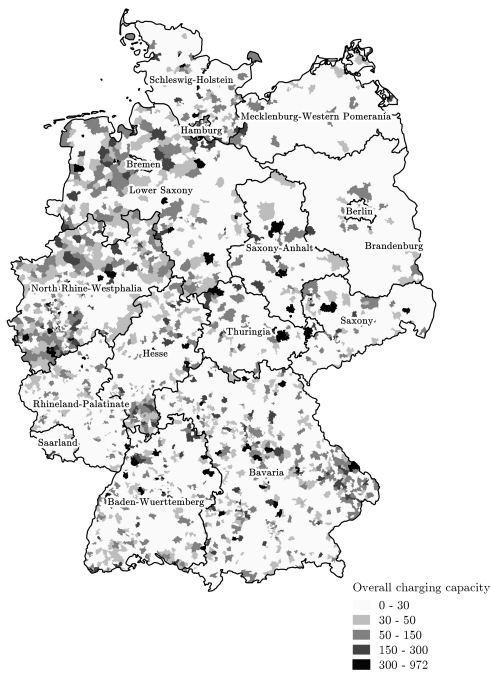 Schleswig-Holstein
Mecklenburg-Western Pomerania
Hamburg
Bremen
Lower Saxony
Berlin
Saxony-Anhalt
Brandenburg
North Rhine-Westphalia
Saxony
Thuringia
Hesse
Rhineland-Palatinate
Saarland
Bavaria
Baden-Wuerttemberg
Overall charging capacity
0 - 30
30 - 50
50 - 150
150 - 300
300 - 972